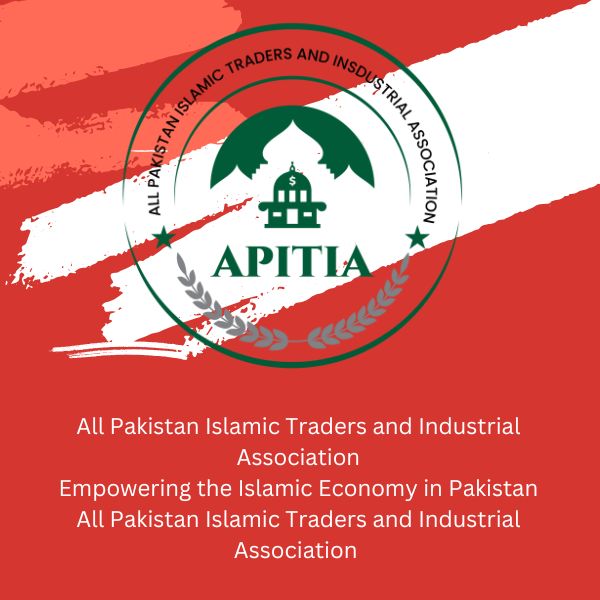 ALL PAKISTAN ISLAMIC TRADERS AND INSDUSTRIAL ASSOCIATION
$
APITIA
All Pakistan Islamic Traders and Industrial
Association
Empowering the Islamic Economy in Pakistan
All Pakistan Islamic Traders and Industrial
Association